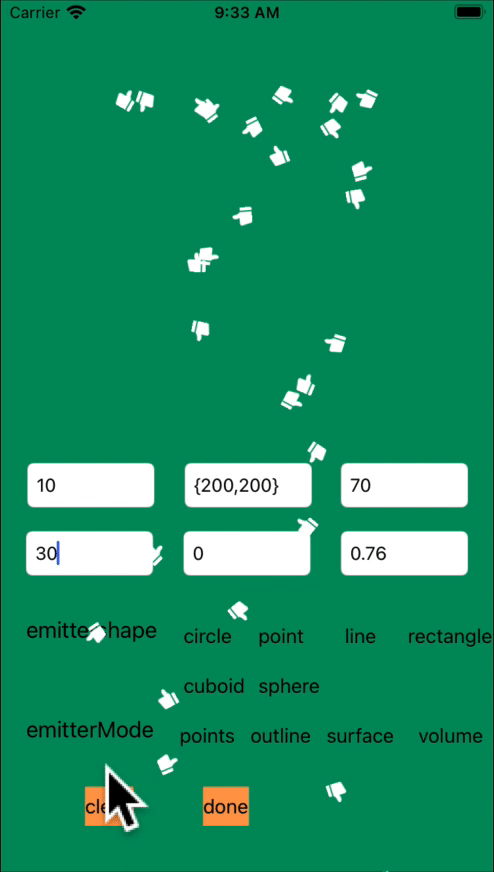 Carrier 9:33 AM
10 {200,200} 70
30 0 0.76
circle point line rectangle
cuboid sphere
emitterMode points outline surface volume
done